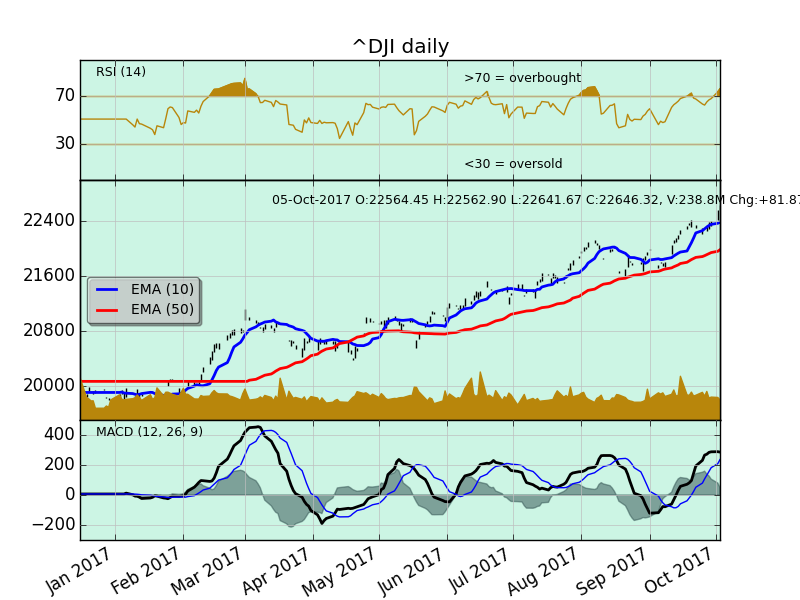 ^DJI daily
RSI (14)
>70 = overbought
70
30
<30 = oversold
05-Oct-2017 O:22564.45 H:22562.90 L:22641.67 C:22646.32, V:238.8M Chg:+81.87
22400
21600
20800
20000
EMA (10)
EMA (50)
MACD (12, 26, 9)
400
200
0
−200
Jan 2017 Feb 2017 Mar 2017 Apr 2017 May 2017 Jun 2017 Jul 2017 Aug 2017 Sep 2017 Oct 2017